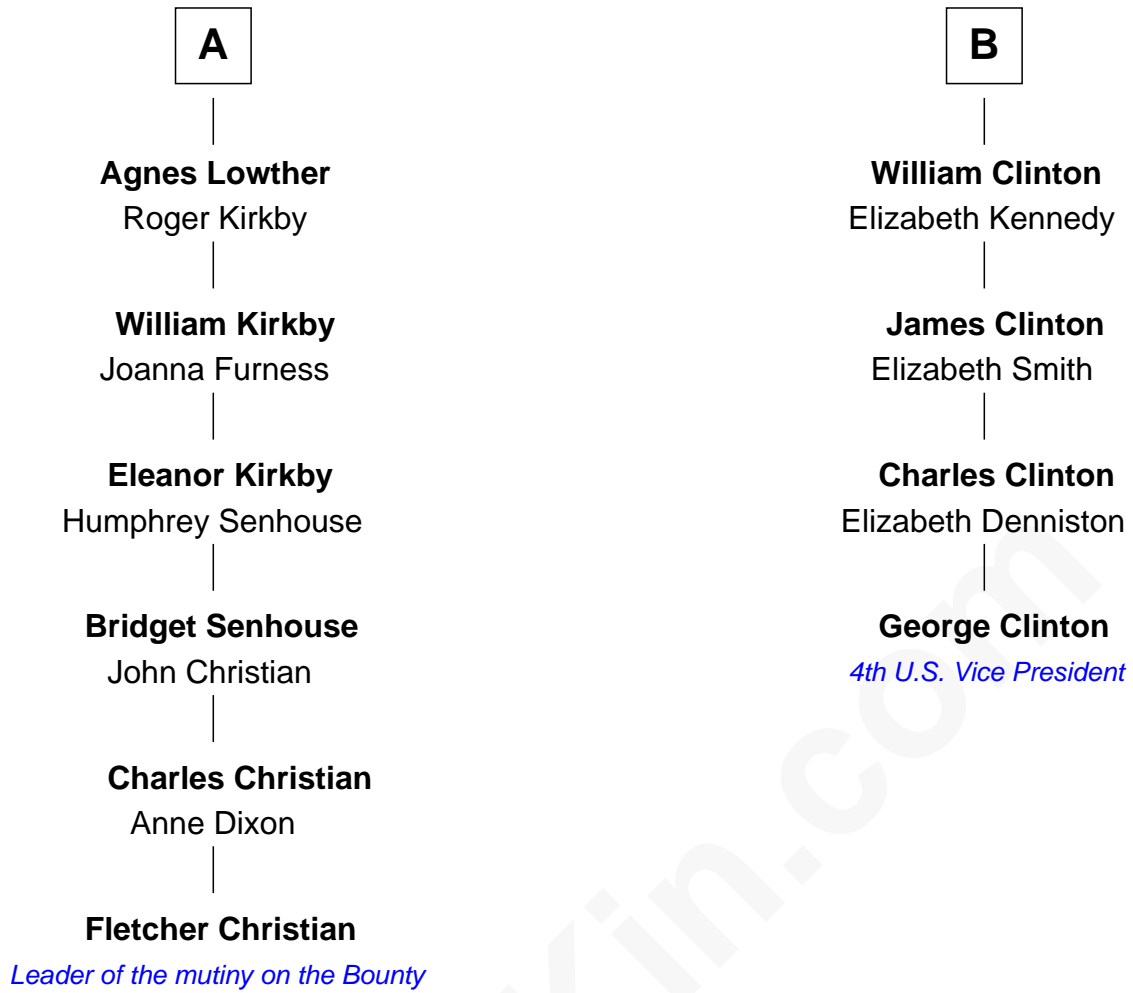 A
Agnes Lowther
Roger Kirkby
William Kirkby
Joanna Furness
Eleanor Kirkby
Humphrey Senhouse
Bridget Senhouse
John Christian
Charles Christian
Anne Dixon
Fletcher Christian
Leader of the mutiny on the Bounty
B
William Clinton
Elizabeth Kennedy
James Clinton
Elizabeth Smith
Charles Clinton
Elizabeth Denniston
George Clinton
4th U.S. Vice President
in.com